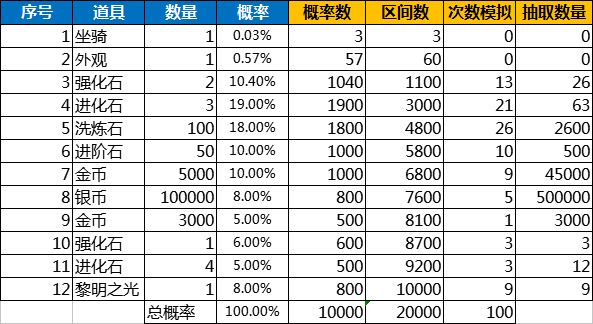 序号 道具 数量 概率 概率数 区间数 次数模拟 抽取数量
1 坐骑 1 0.03% 3 3 0 0
2 外观 1 0.57% 57 60 0 0
3 强化石 2 10.40% 1040 1100 13 26
4 进化石 3 19.00% 1900 3000 21 63
5 洗炼石 100 18.00% 1800 4800 26 2600
6 进阶石 50 10.00% 1000 5800 10 500
7 金币 5000 10.00% 1000 6800 9 45000
8 银币 100000 8.00% 800 7600 5 500000
9 金币 3000 5.00% 500 8100 1 3000
10 强化石 1 6.00% 600 8700 3 3
11 进化石 4 5.00% 500 9200 3 12
12 黎明之光 1 8.00% 800 10000 9 9
总概率 100.00% 10000 20000 100